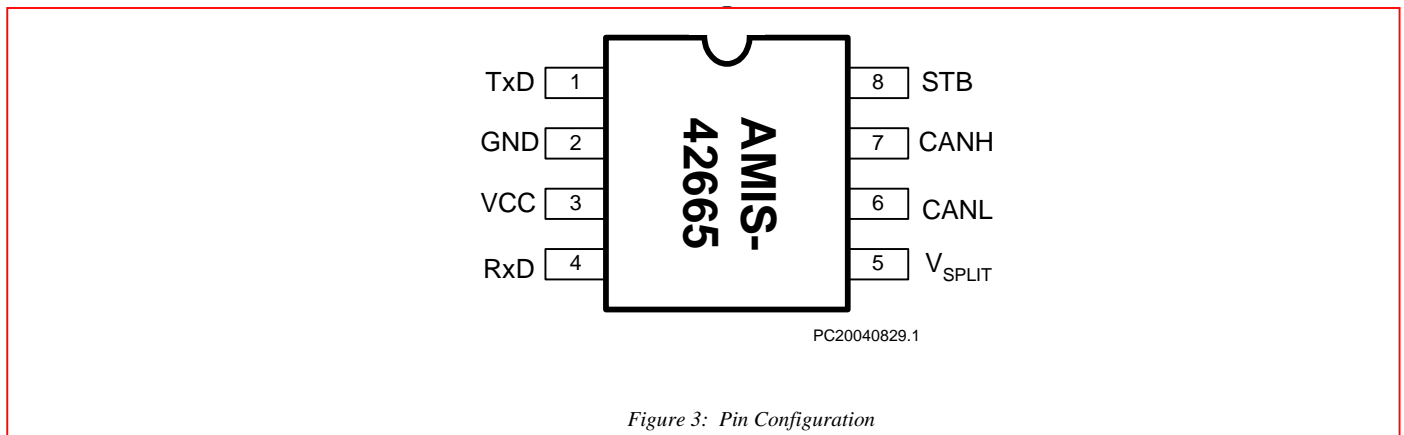 TxD 1 8 STB
GND 2 7 CANH
VCC 3 6 CANL
RxD 4 5 VSPLIT
AMIS-
42665
PC20040829.1
Figure 3: Pin Configuration